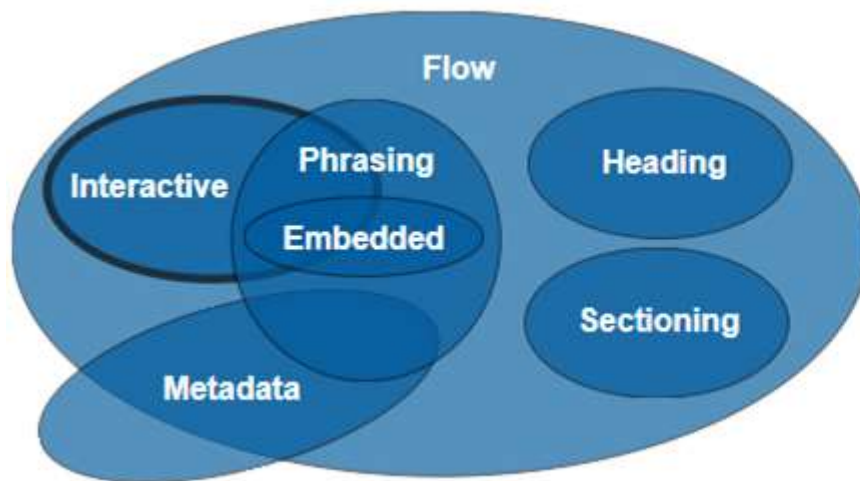 Flow
Phrasing
Heading
Interactive
Embedded
Sectioning
Metadata